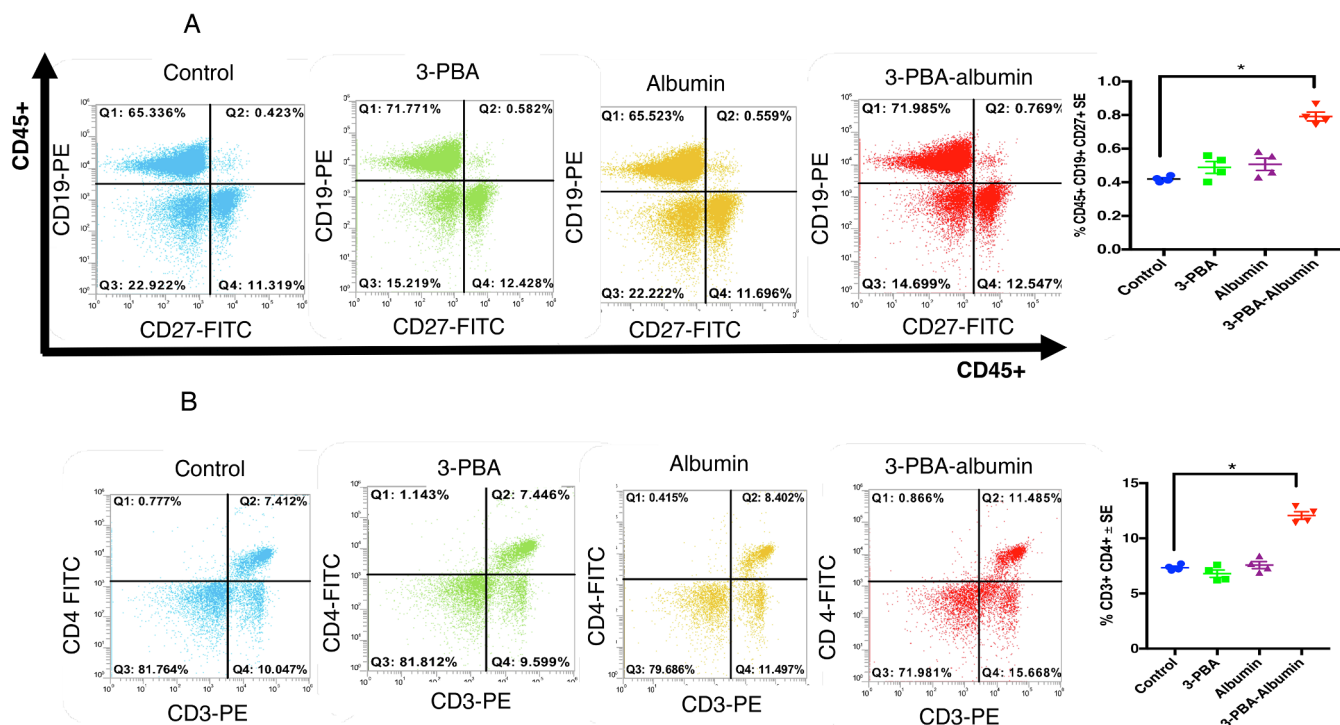 A
CD45+
Control
Q1: 65.336%
Q2: 0.423%
Q3: 22.922%
Q4: 11.319%
CD19-PE
CD27-FITC
3-PBA
Q1: 71.771%
Q2: 0.582%
Q3: 15.219%
Q4: 12.428%
CD19-PE
CD27-FITC
Albumin
Q1: 65.523%
Q2: 0.559%
Q3: 22.222%
Q4: 11.696%
CD19-PE
CD27-FITC
3-PBA-albumin
Q1: 71.985%
Q2: 0.769%
Q3: 14.699%
Q4: 12.547%
CD19-PE
CD27-FITC
CD45+
% CD45+ CD19+ CD27+ SE
1.0
0.8
0.6
0.4
0.2
0.0
*
Control
3-PBA
Albumin
3-PBA-Albumin
B
Control
Q1: 0.777%
Q2: 7.412%
Q3: 81.764%
Q4: 10.047%
CD4 FITC
CD3-PE
3-PBA
Q1: 1.143%
Q2: 7.446%
Q3: 81.812%
Q4: 9.599%
CD4-FITC
CD3-PE
Albumin
Q1: 0.415%
Q2: 8.402%
Q3: 79.686%
Q4: 11.497%
CD4-FITC
CD3-PE
3-PBA-albumin
Q1: 0.866%
Q2: 11.485%
Q3: 71.981%
Q4: 15.668%
CD 4-FITC
CD3-PE
% CD3+ CD4+ ± SE
15
10
5
0
*
Control
3-PBA
Albumin
3-PBA-Albumin